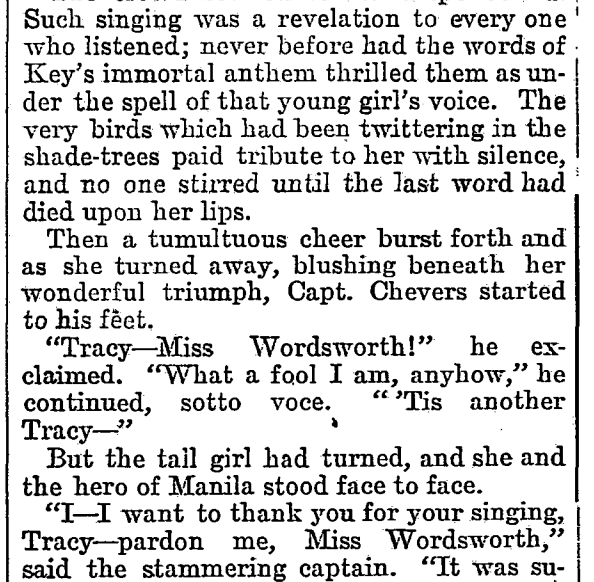 Such singing was a revelation to every one
who listened; never before had the words of
Key's immortal anthem thrilled them as un-
der the spell of that young girl's voice. The
very birds which had been twittering in the
shade-trees paid tribute to her with silence,
and no one stirred until the last word had
died upon her lips.
Then a tumultuous cheer burst forth and
as she turned away, blushing beneath her
wonderful triumph, Capt. Chevers started
to his feet.
"Tracy—Miss Wordsworth!" he ex-
claimed. "What a fool I am, anyhow," he
continued, sotto voce. "'Tis another
Tracy—"
But the tall girl had turned, and she and
the hero of Manila stood face to face.
"I—I want to thank you for your singing,
Tracy—pardon me, Miss Wordsworth,"
said the stammering captain. "It was su-